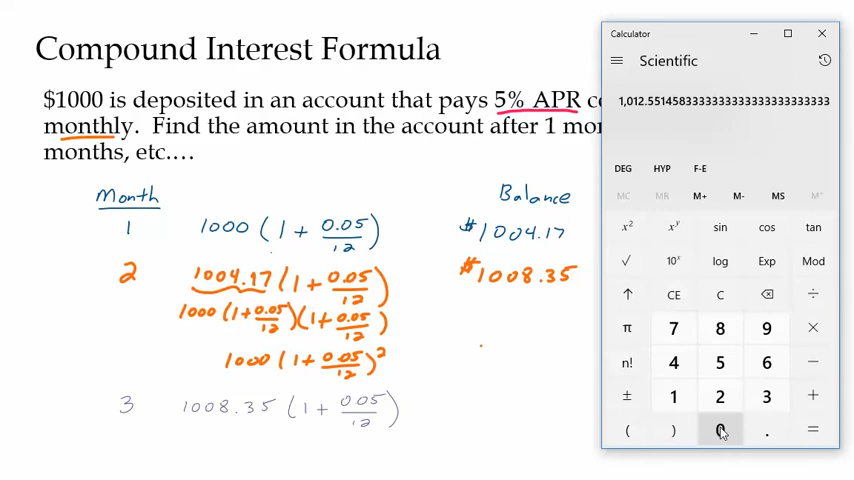 Compound Interest Formula
$1000 is deposited in an account that pays 5% APR c
monthly. Find the amount in the account after 1 mon
months, etc.…
Month
Balance
1 1000 (1 + 0.05/12) $1004.17
2 1004.17 (1 + 0.05/12) $1008.35
1000 (1 + 0.05/12)(1 + 0.05/12)
1000 (1 + 0.05/12)²
3 1008.35 (1 + 0.05/12)
Calculator
Scientific
1,012.5514583333333333333333333333
DEG HYP F-E
MC MR M+ M- MS M˅
x² xʸ sin cos tan
√ 10ˣ log Exp Mod
↑ CE C ⌫ ÷
π 7 8 9 ×
n! 4 5 6 −
± 1 2 3 +
( ) 0 . =